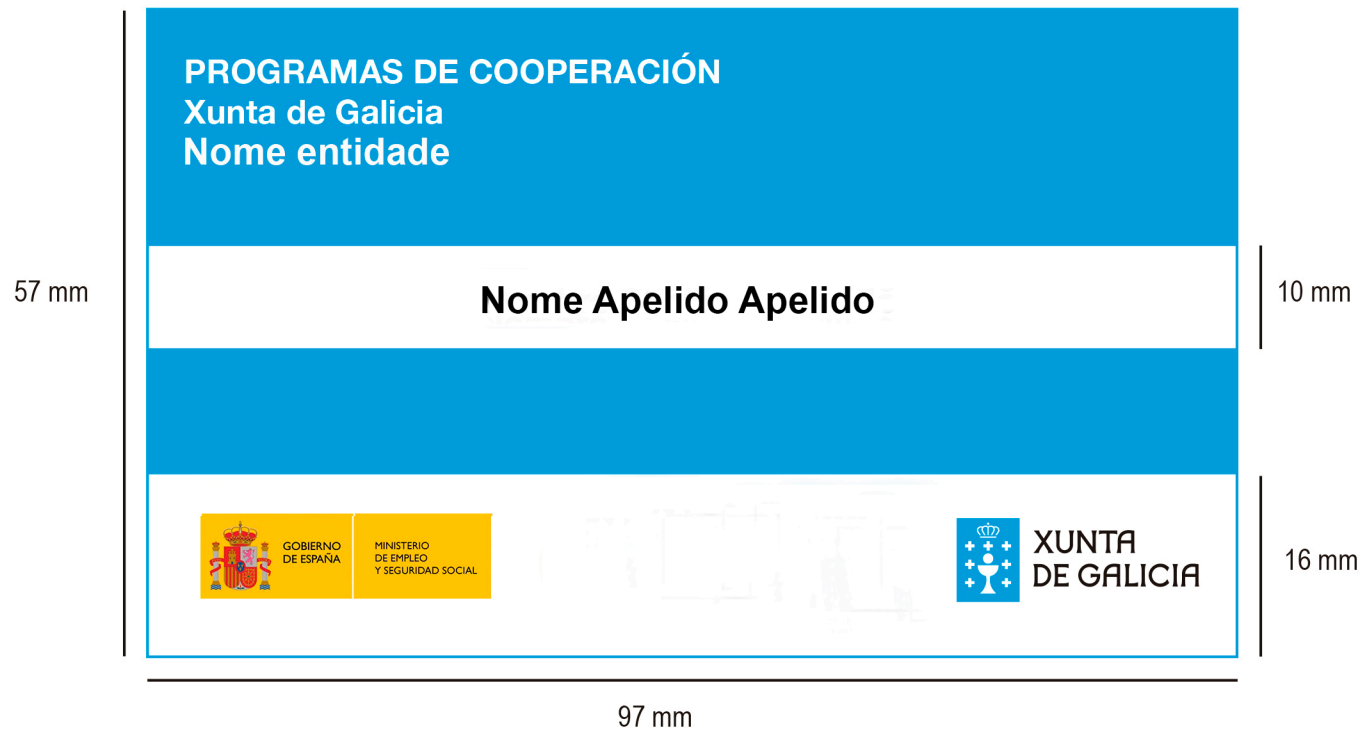 PROGRAMAS DE COOPERACIÓN
Xunta de Galicia
Nome entidade
57 mm
Nome Apelido Apelido
10 mm
GOBIERNO
DE ESPAÑA
MINISTERIO
DE EMPLEO
Y SEGURIDAD SOCIAL
XUNTA
DE GALICIA
16 mm
97 mm